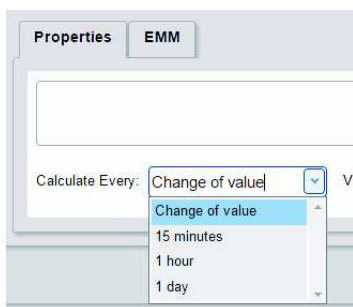 Properties EMM
Calculate Every: Change of value V
Change of value
15 minutes
1 hour
1 day